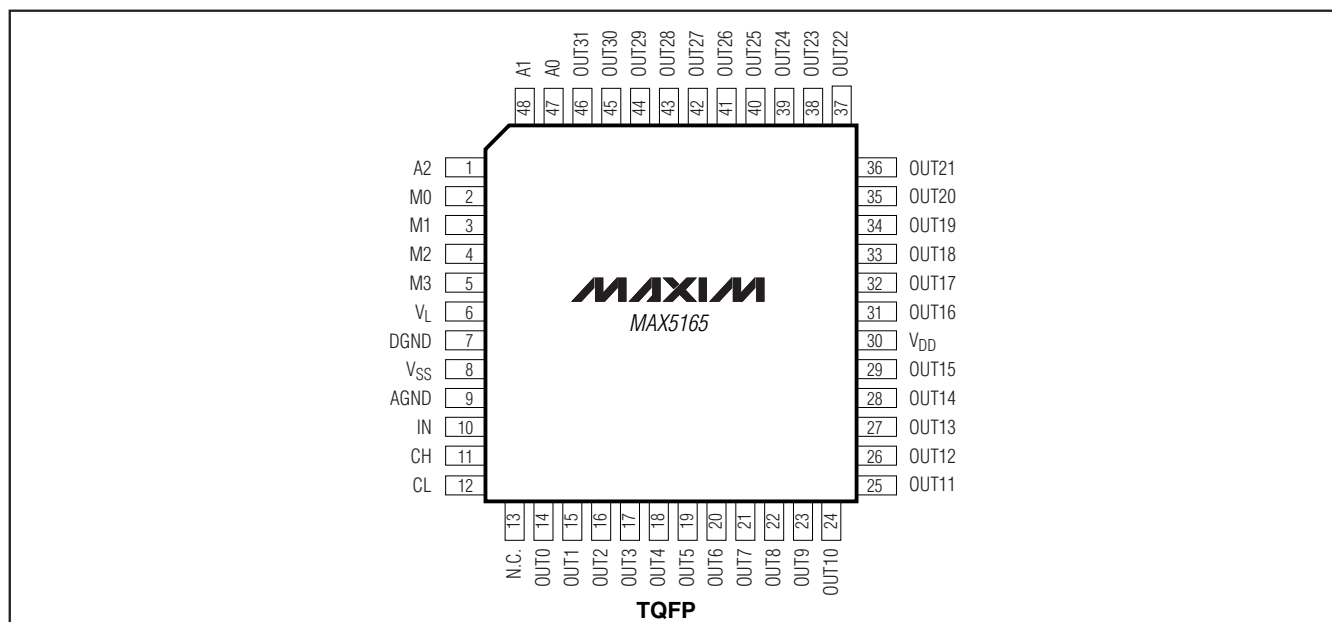 A1 A0 OUT31 OUT30 OUT29 OUT28 OUT27 OUT26 OUT25 OUT24 OUT23 OUT22
48 47 46 45 44 43 42 41 40 39 38 37
A2 1 36 OUT21
M0 2 35 OUT20
M1 3 34 OUT19
M2 4 33 OUT18
M3 5 32 OUT17
VL 6 31 OUT16
DGND 7 30 VDD
VSS 8 29 OUT15
AGND 9 28 OUT14
IN 10 27 OUT13
CH 11 26 OUT12
CL 12 25 OUT11
MAXIM
MAX5165
13 14 15 16 17 18 19 20 21 22 23 24
N.C. OUT0 OUT1 OUT2 OUT3 OUT4 OUT5 OUT6 OUT7 OUT8 OUT9 OUT10
TQFP